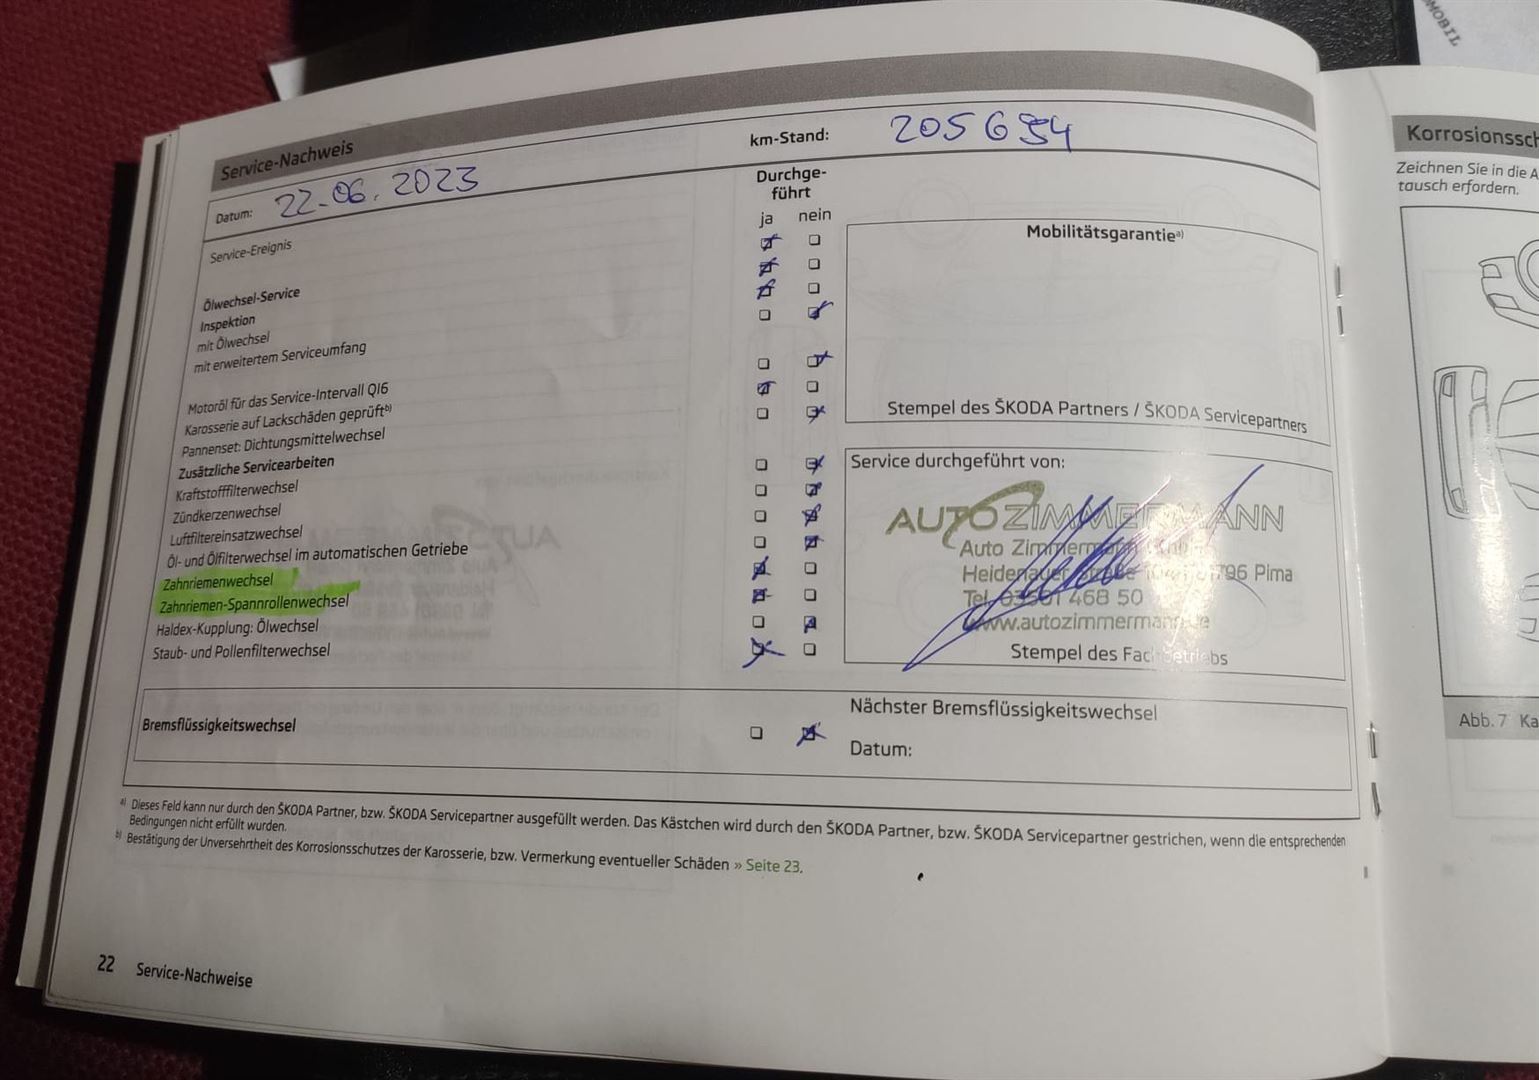 MOBIL
Service-Nachweis
Datum: 22.06.2023
km-Stand: 205 694
Durchge-
führt
ja nein
Service-Ereignis
Ölwechsel-Service
Inspektion
mit Ölwechsel
mit erweitertem Serviceumfang
Motoröl für das Service-Intervall QI6
Karosserie auf Lackschäden geprüft b)
Pannenset: Dichtungsmittelwechsel
Zusätzliche Servicearbeiten
Kraftstofffilterwechsel
Zündkerzenwechsel
Luftfiltereinsatzwechsel
Öl- und Ölfilterwechsel im automatischen Getriebe
Zahnriemenwechsel
Zahnriemen-Spannrollenwechsel
Haldex-Kupplung: Ölwechsel
Staub- und Pollenfilterwechsel
Mobilitätsgarantie a)
Stempel des ŠKODA Partners / ŠKODA Servicepartners
Service durchgeführt von:
AUTOZIMMERMANN
Auto Zimmermann
Heidenauer Straße Pirna
Tel. 468 50
www.autozimmermann.de
Stempel des Fachbetriebs
Bremsflüssigkeitswechsel
Nächster Bremsflüssigkeitswechsel
Datum:
a) Dieses Feld kann nur durch den ŠKODA Partner, bzw. ŠKODA Servicepartner ausgefüllt werden. Das Kästchen wird durch den ŠKODA Partner, bzw. ŠKODA Servicepartner gestrichen, wenn die entsprechenden
Bedingungen nicht erfüllt wurden.
b) Bestätigung der Unversehrtheit des Korrosionsschutzes der Karosserie, bzw. Vermerkung eventueller Schäden » Seite 23.
22 Service-Nachweise
Korrosionssch
Zeichnen Sie in die A
tausch erfordern.
Abb. 7 Ka